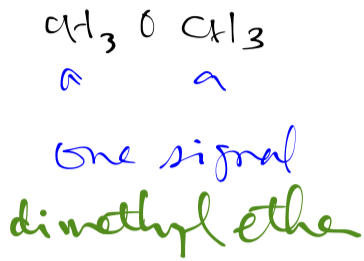 CH3 O CH3
a a
one signal
dimethyl ethe